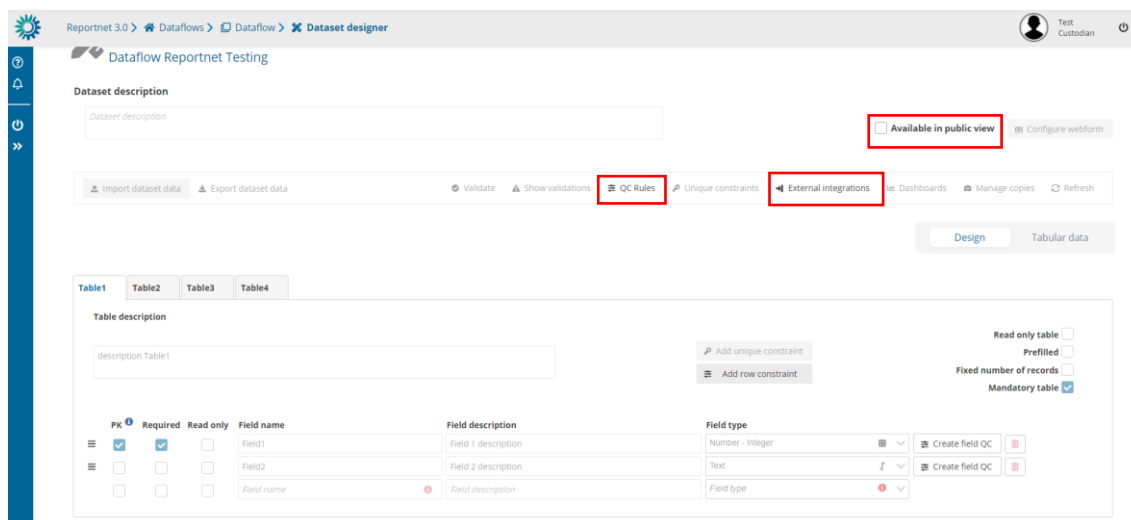 Reportnet 3.0 > Dataflows > Dataflow > Dataset designer
Test
Custodian
Dataflow Reportnet Testing
Dataset description
Dataset description
Available in public view
Configure webform
Import dataset data Export dataset data Validate Show validations QC Rules Unique constraints External integrations Dashboards Manage copies Refresh
Design Tabular data
Table1 Table2 Table3 Table4
Table description
description Table1
Add unique constraint
Add row constraint
Read only table
Prefilled
Fixed number of records
Mandatory table
PK Required Read only Field name Field description Field type
Field1 Field 1 description Number - Integer Create field QC
Field2 Field 2 description Text Create field QC
Field name Field description Field type